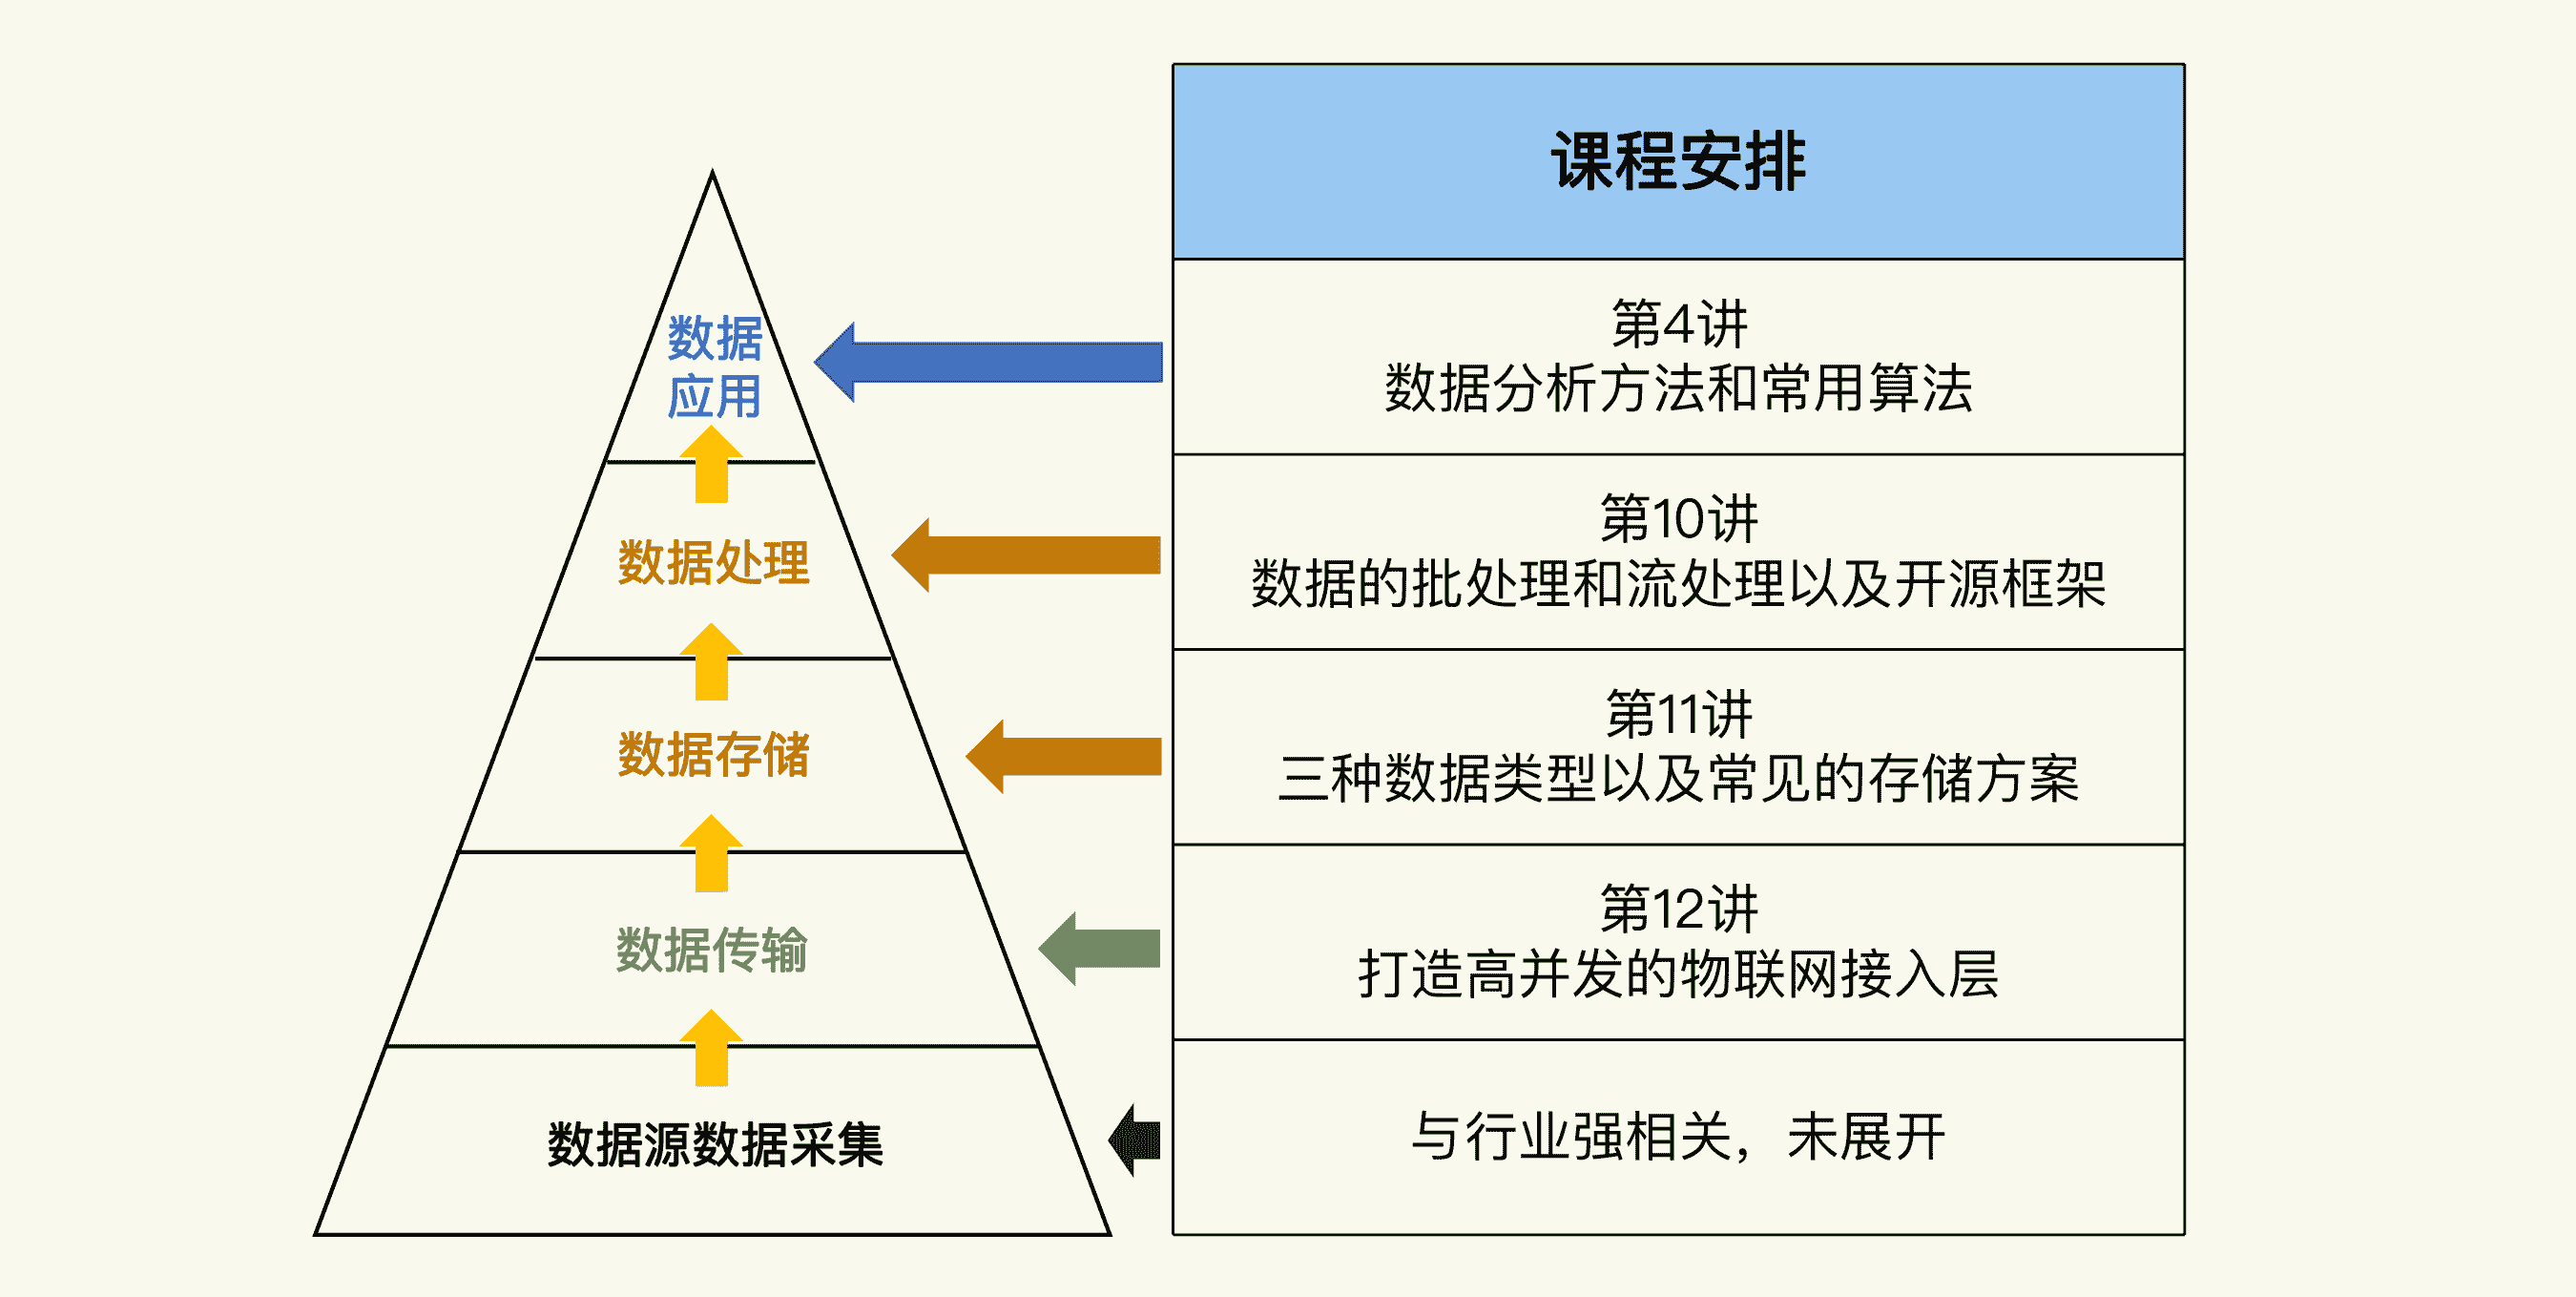 课程安排
数据
应用
第4讲
数据分析方法和常用算法
数据处理
第10讲
数据的批处理和流处理以及开源框架
数据存储
第11讲
三种数据类型以及常见的存储方案
数据传输
第12讲
打造高并发的物联网接入层
数据源数据采集
与行业强相关，未展开